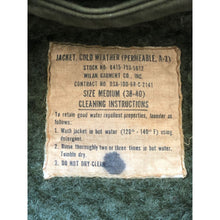 JACKET, COLD WEATHER (PERMEABLE, N-3)
STOCK NO. 8415-
MILAN GARMENT CO., INC.
CONTRACT NO. DSA-100-68-C-2141
SIZE MEDIUM (38-40)
CLEANING INSTRUCTIONS
To retain good water repellent properties, launder
as follows:
1. Wash jacket in hot water (120° - 140° F) using
detergent.
2. Rinse thoroughly two or three times in hot water.
Tumble dry.
3. DO NOT DRY CLEAN.